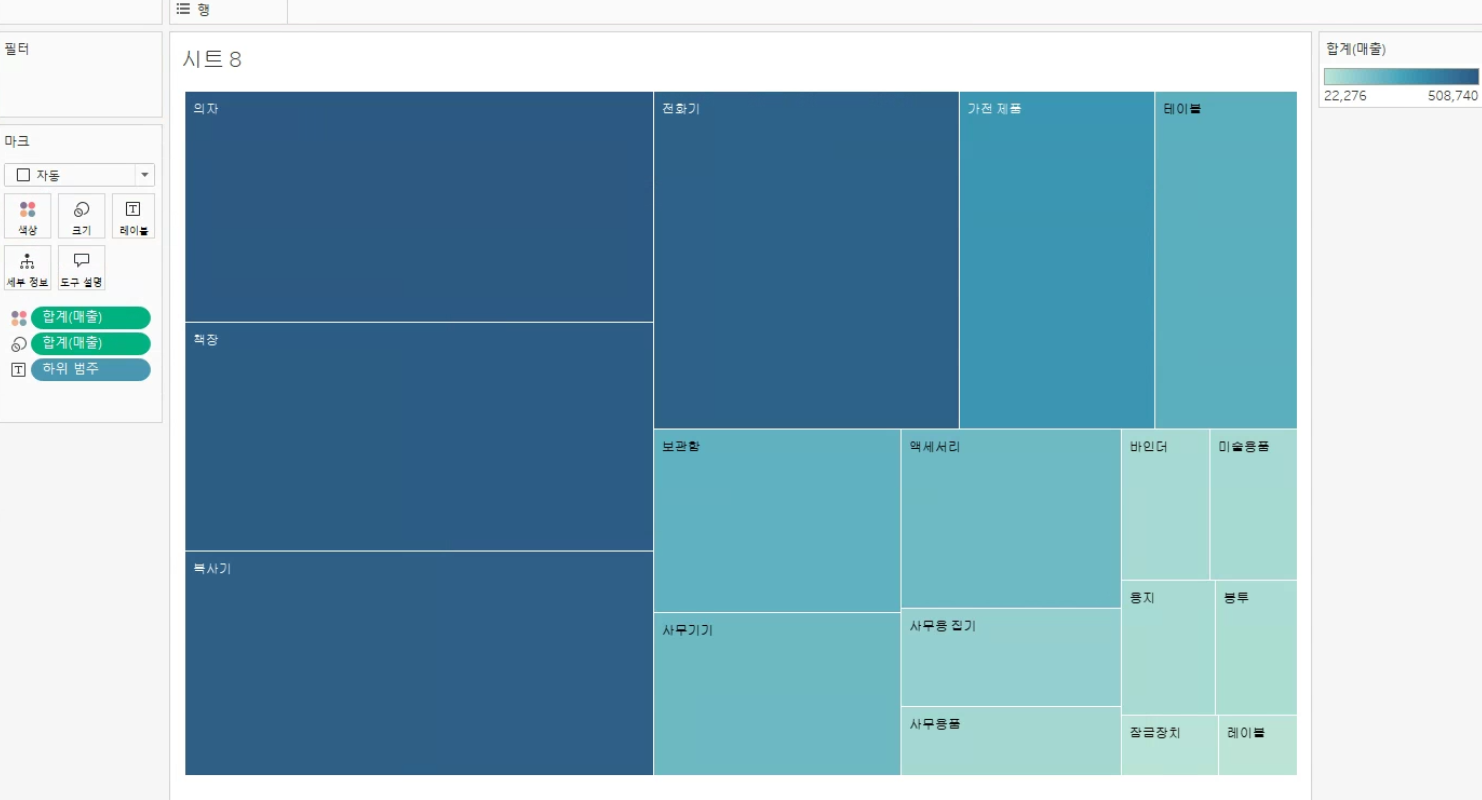 행
필터
시트 8
합계(매출)
22,276 508,740
마크
자동
색상 크기 레이블
세부 정보 도구 설명
합계(매출)
합계(매출)
하위 범주
의자
전화기
가전 제품
테이블
책장
보관함
액세서리
바인더
미술용품
복사기
용지
봉투
사무기기
사무용 집기
사무용품
잠금장치
레이블